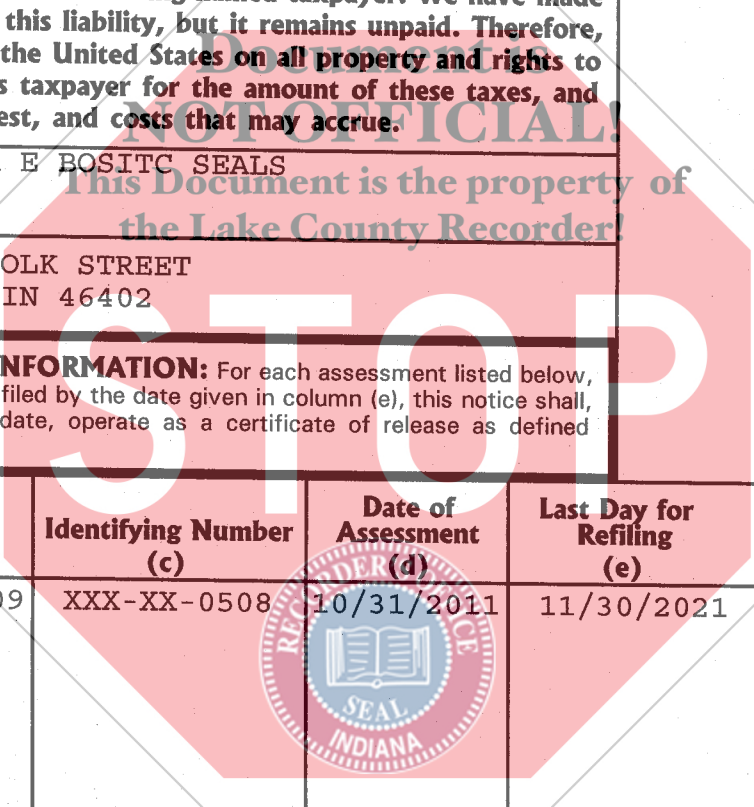 this liability, but it remains unpaid. Therefore,
the United States on all property and rights to
s taxpayer for the amount of these taxes, and
est, and costs that may accrue.
Document is
NOT OFFICIAL!
This Document is the property of
the Lake County Recorder!
E BOSITC SEALS
OLK STREET
IN 46402
STOP
NFORMATION: For each assessment listed below,
filed by the date given in column (e), this notice shall,
date, operate as a certificate of release as defined
Identifying Number
(c)
Date of
Assessment
(d)
Last Day for
Refiling
(e)
09
XXX-XX-0508
10/31/2011
11/30/2021
RECORDER OFFICE
SEAL
INDIANA